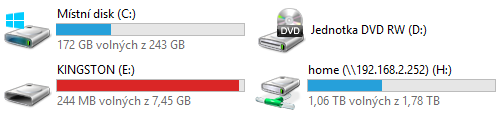 Místní disk (C:)
172 GB volných z 243 GB
DVD
Jednotka DVD RW (D:)
KINGSTON (E:)
244 MB volných z 7,45 GB
home (\\192.168.2.252) (H:)
1,06 TB volných z 1,78 TB